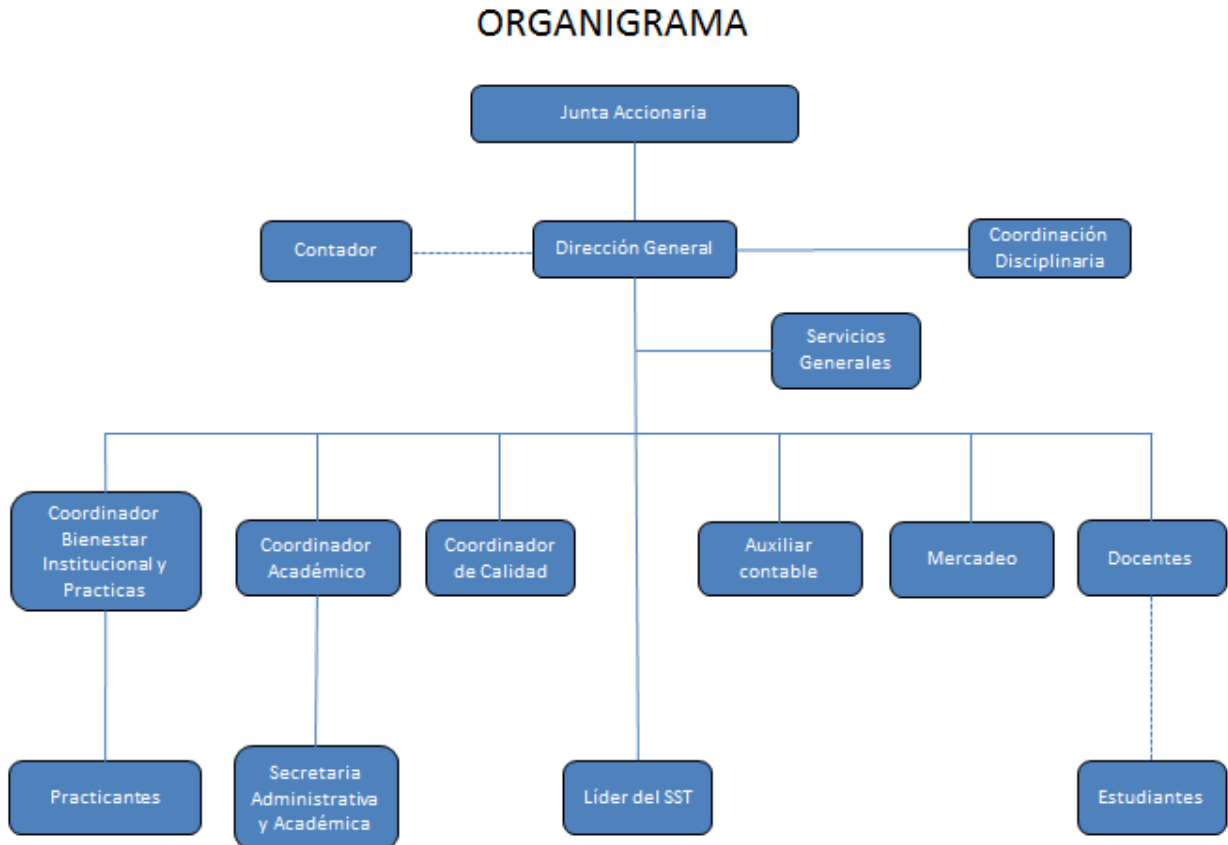 ORGANIGRAMA
Junta Accionaria
Contador
Dirección General
Coordinación
Disciplinaria
Servicios
Generales
Coordinador
Bienestar
Institucional y
Practicas
Coordinador
Académico
Coordinador
de Calidad
Auxiliar
contable
Mercadeo
Docentes
Practicantes
Secretaria
Administrativa
y Académica
Líder del SST
Estudiantes